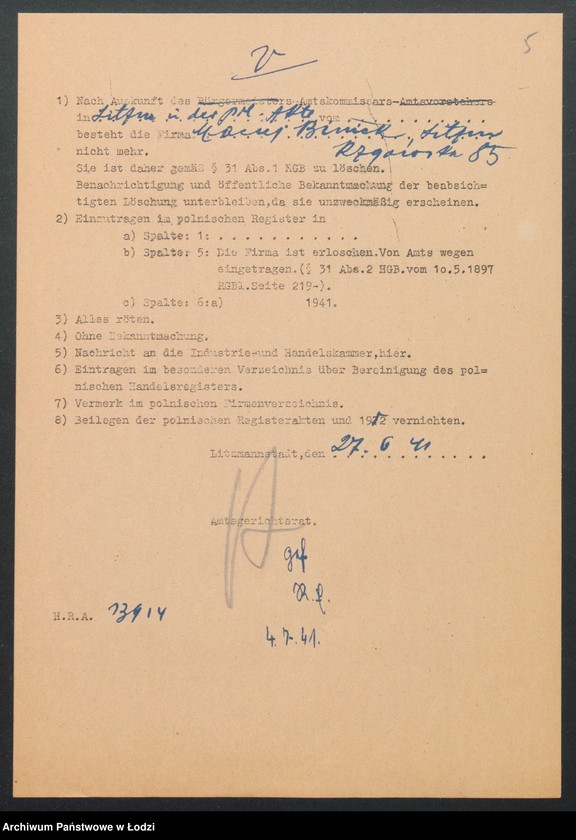 5
V
1) Nach Auskunft des Bürgermeisters-Amtskommissars-Amtsvorstehers
in Litzm u. der pol. Akte vom . . . . . . . .
besteht die Firma Litzm
nicht mehr. Rzgowska 85
Sie ist daher gemäß § 31 Abs.1 HGB zu löschen.
Benachrichtigung und öffentliche Bekanntmachung der beabsich=
tigten Löschung unterbleiben,da sie unzweckmäßig erscheinen.
2) Einzutragen im polnischen Register in
a) Spalte: 1: . . . . . . . . . . . .
b) Spalte: 5: Die Firma ist erloschen.Von Amts wegen
eingetragen.(§ 31 Abs.2 HGB.vom 1o.5.1897
RGBl.Seite 219-).
c) Spalte: 6:a) 1941.
3) Alles röten.
4) Ohne Bekanntmachung.
5) Nachricht an die Industrie-und Handelskammer,hier.
6) Eintragen im besonderen Verzeichnis über Bereinigung des pol=
nischen Handelsregisters.
7) Vermerk im polnischen Firmenverzeichnis.
8) Beilegen der polnischen Registerakten und 1972 vernichten.
Litzmannstadt,den 27. 6 41
Amtsgerichtsrat.
gef
H.R.A. 13914
4.7.41.
Archiwum Państwowe w Łodzi